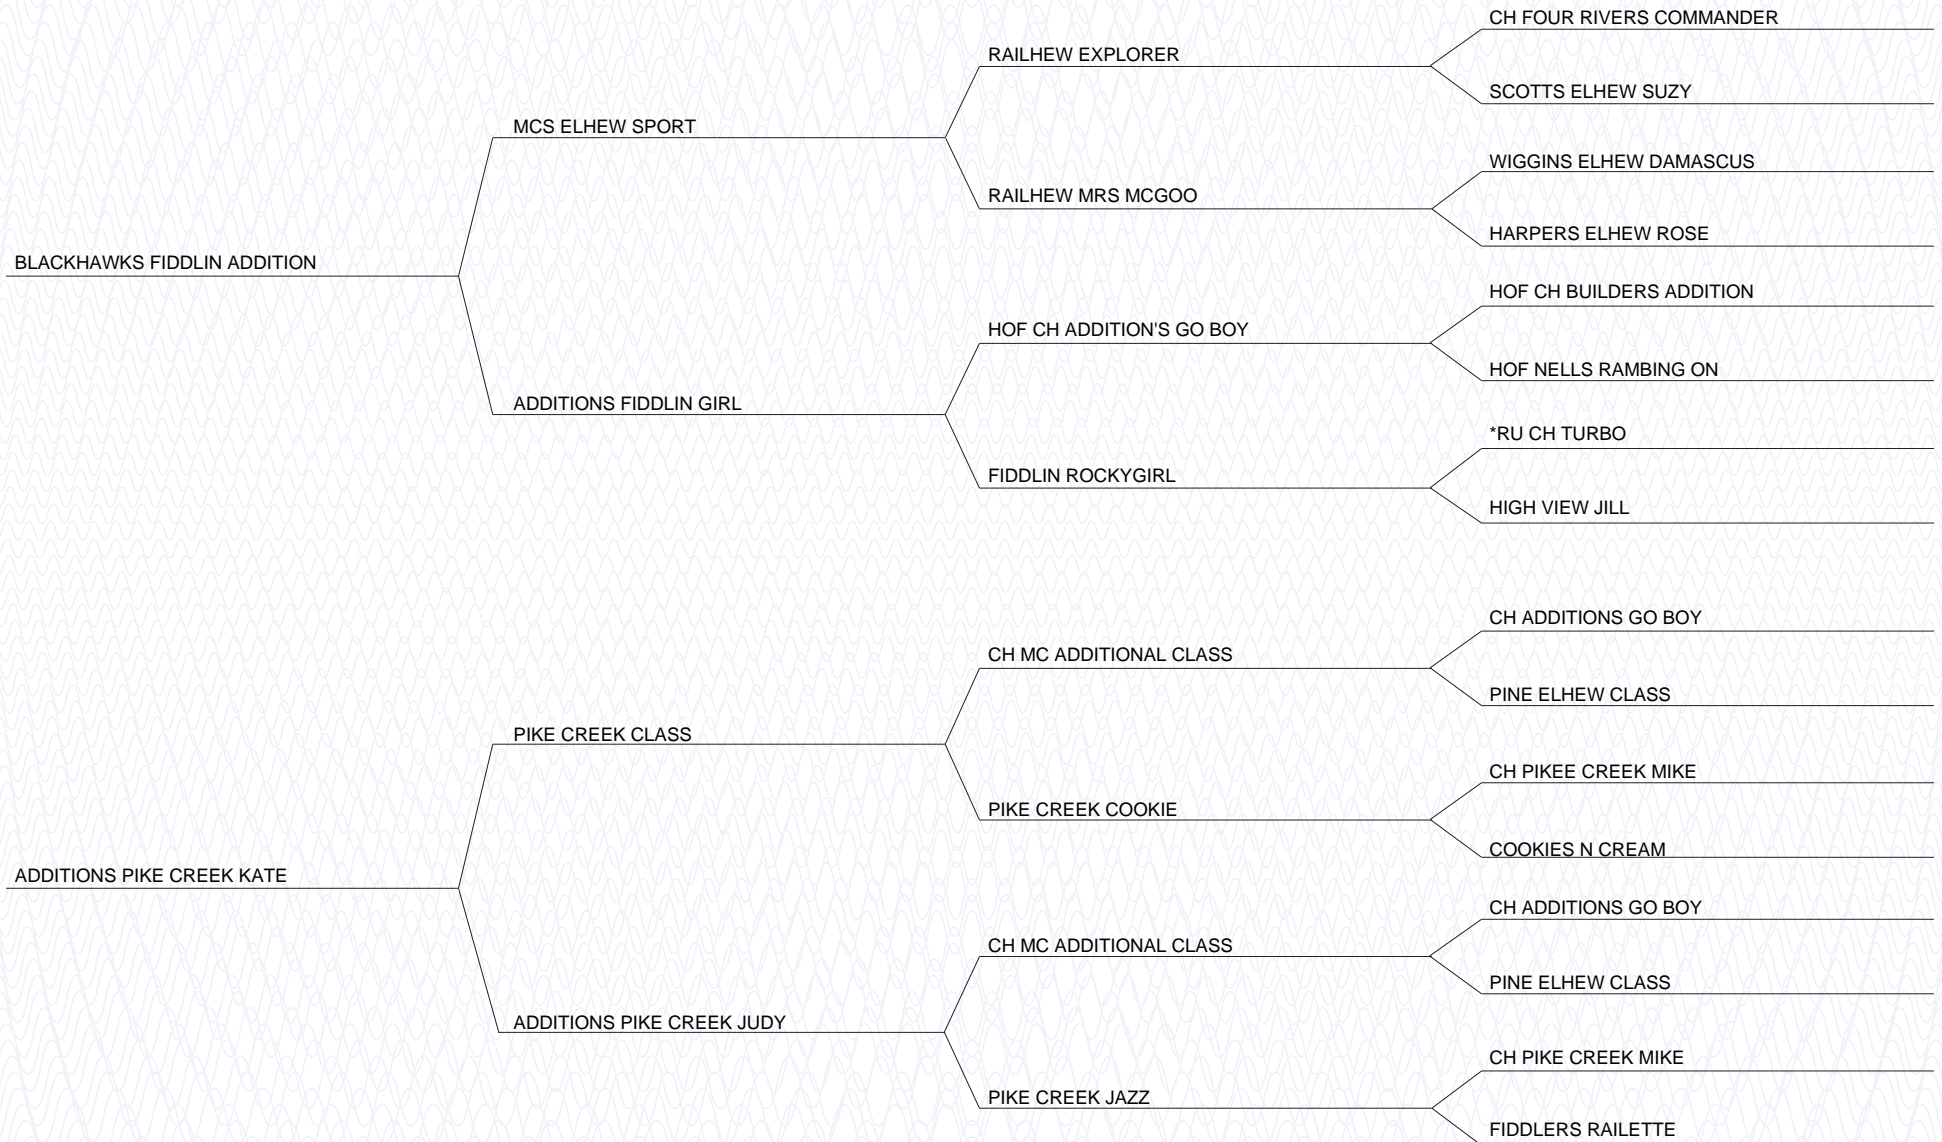 CH FOUR RIVERS COMMANDER
RAILHEW EXPLORER
SCOTTS ELHEW SUZY
MCS ELHEW SPORT
WIGGINS ELHEW DAMASCUS
RAILHEW MRS MCGOO
HARPERS ELHEW ROSE
BLACKHAWKS FIDDLIN ADDITION
HOF CH BUILDERS ADDITION
HOF CH ADDITION'S GO BOY
HOF NELLS RAMBING ON
ADDITIONS FIDDLIN GIRL
*RU CH TURBO
FIDDLIN ROCKYGIRL
HIGH VIEW JILL
CH ADDITIONS GO BOY
CH MC ADDITIONAL CLASS
PINE ELHEW CLASS
PIKE CREEK CLASS
CH PIKEE CREEK MIKE
PIKE CREEK COOKIE
COOKIES N CREAM
ADDITIONS PIKE CREEK KATE
CH ADDITIONS GO BOY
CH MC ADDITIONAL CLASS
PINE ELHEW CLASS
ADDITIONS PIKE CREEK JUDY
CH PIKE CREEK MIKE
PIKE CREEK JAZZ
FIDDLERS RAILETTE